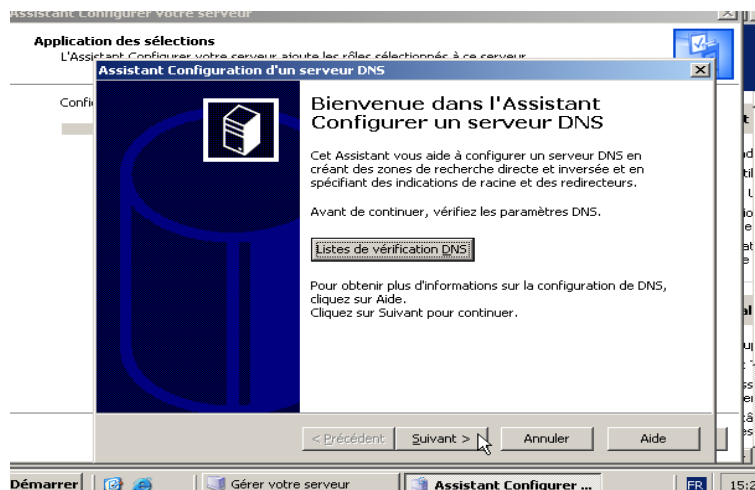 Assistant Configurer votre serveur
Application des sélections
L'Assistant Configurer votre serveur ajoute les rôles sélectionnés à ce serveur
Assistant Configuration d'un serveur DNS
Confi
Bienvenue dans l'Assistant
Configurer un serveur DNS
Cet Assistant vous aide à configurer un serveur DNS en
créant des zones de recherche directe et inversée et en
spécifiant des indications de racine et des redirecteurs.
Avant de continuer, vérifiez les paramètres DNS.
Listes de vérification DNS
Pour obtenir plus d'informations sur la configuration de DNS,
cliquez sur Aide.
Cliquez sur Suivant pour continuer.
< Précédent
Suivant >
Annuler
Aide
Démarrer
Gérer votre serveur
Assistant Configurer ...
FR
15:2